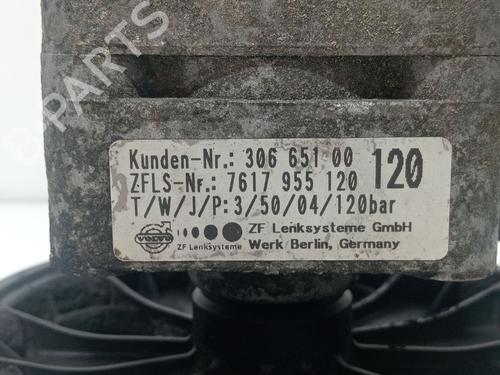 Kunden-Nr.: 306 651 00 120
ZFLS-Nr.: 7617 955 120
T/W/J/P: 3/50/04/120bar
VOLVO ZF Lenksysteme ZF Lenksysteme GmbH
Werk Berlin, Germany